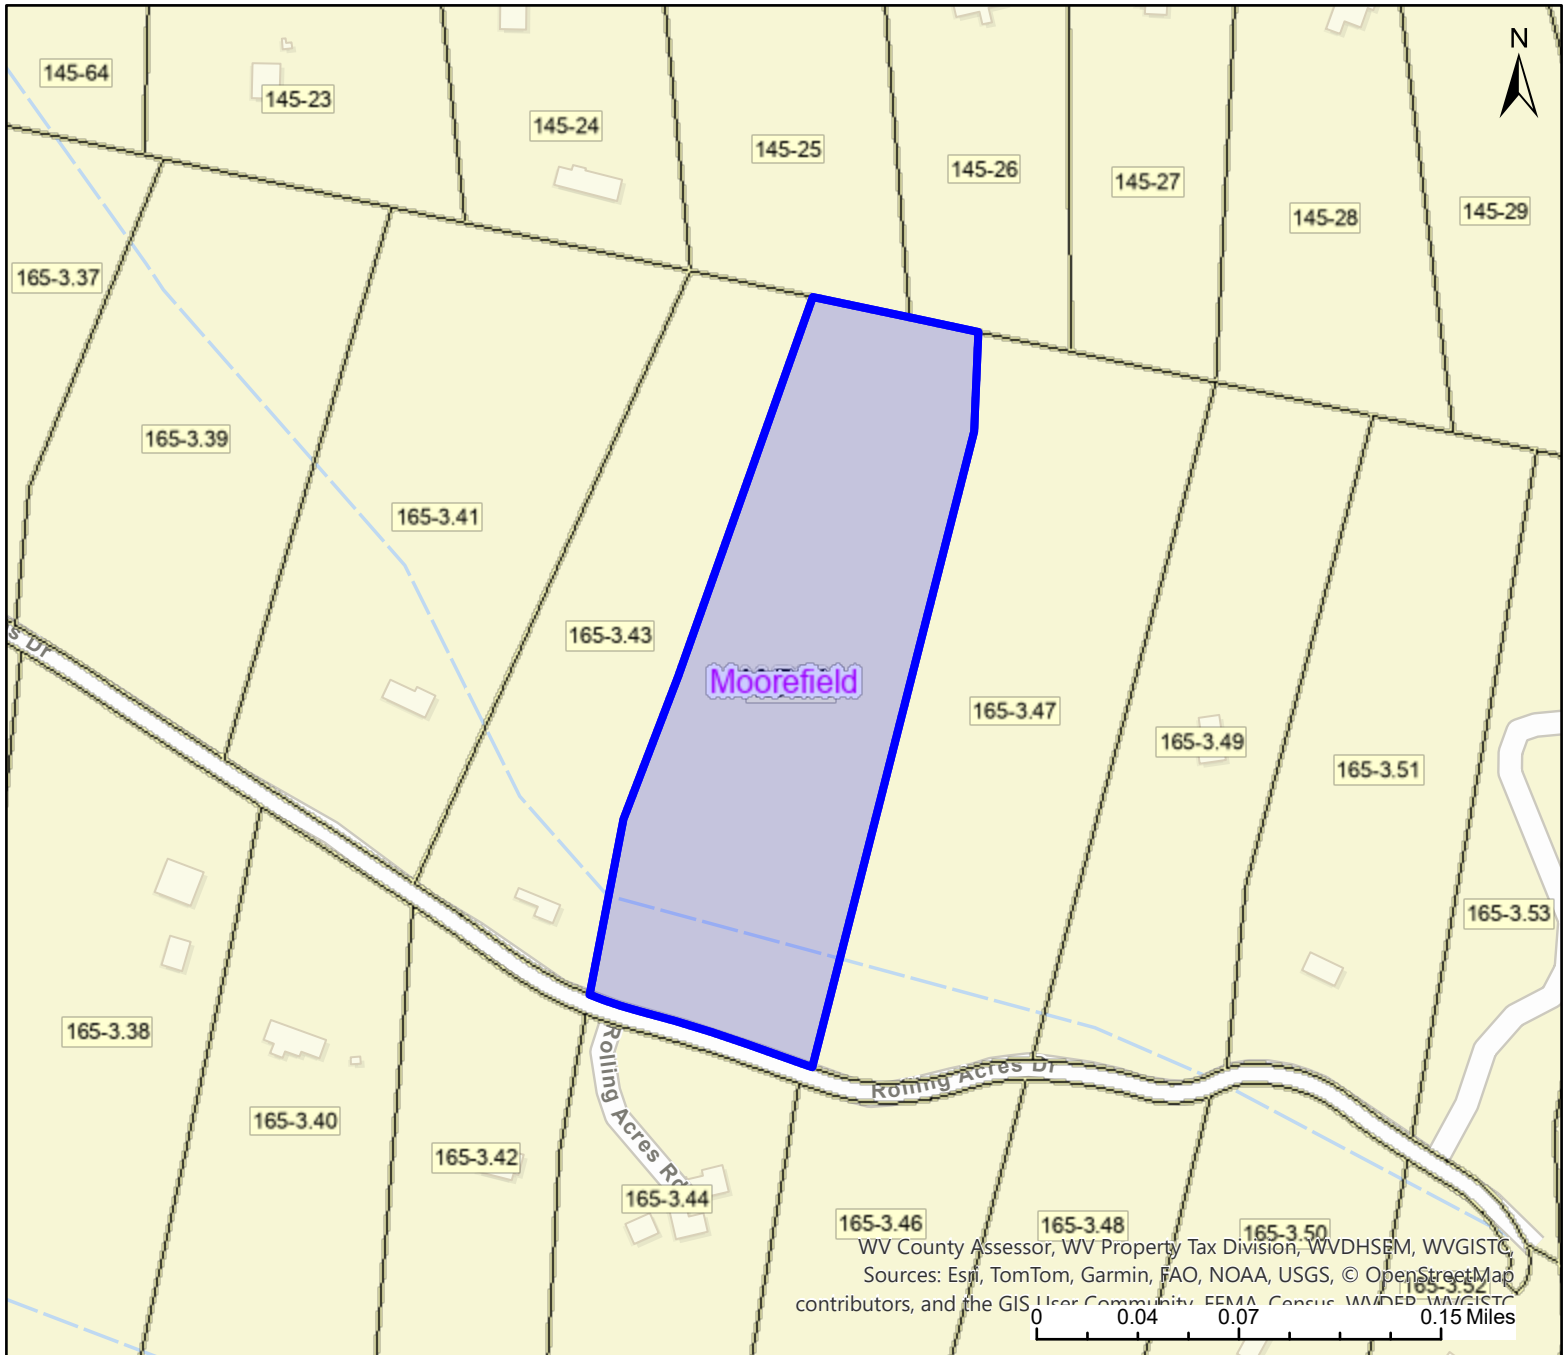 N
145-64
145-23
145-24
145-25
145-26
145-27
145-28
145-29
165-3.37
165-3.39
165-3.41
165-3.43
Moorefield
165-3.47
165-3.49
165-3.51
165-3.53
s Dr
165-3.38
165-3.40
165-3.42
Rolling Acres Rd
165-3.44
Rolling Acres Dr
165-3.46
165-3.48
165-3.50
165-3.52
WV County Assessor, WV Property Tax Division, WVDHSEM, WVGISTC,
Sources: Esri, TomTom, Garmin, FAO, NOAA, USGS, © OpenStreetMap
contributors, and the GIS User Community, FEMA, Census, WVDEP, WVGISTC
0 0.04 0.07 0.15 Miles